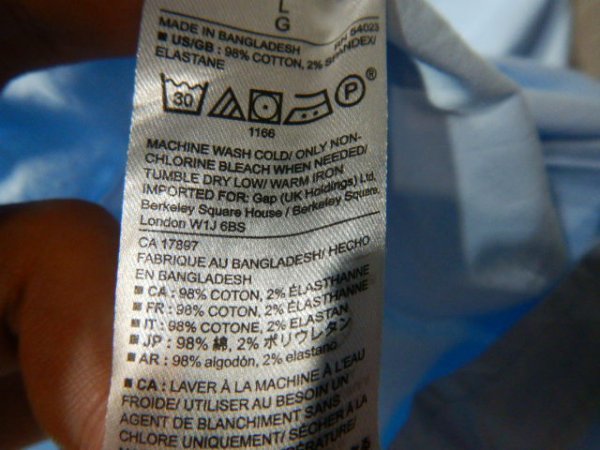 L
G
MADE IN BANGLADESH RN 54023
■ US/GB : 98% COTTON, 2% SPANDEX/
ELASTANE
30 P ®
1166
MACHINE WASH COLD/ ONLY NON-
CHLORINE BLEACH WHEN NEEDED/
TUMBLE DRY LOW/ WARM IRON
IMPORTED FOR: Gap (UK Holdings) Ltd,
Berkeley Square House / Berkeley Square,
London W1J 6BS
CA 17897
FABRIQUE AU BANGLADESH/ HECHO
EN BANGLADESH
■ CA : 98% COTON, 2% ÉLASTHANNE
■ FR : 98% COTON, 2% ÉLASTHANNE
■ IT : 98% COTONE, 2% ELASTAN
■ JP : 98% 綿, 2% ポリウレタン
■ AR : 98% algodón, 2% elastano
■ CA : LAVER À LA MACHINE À L'EAU
FROIDE/ UTILISER AU BESOIN UN
AGENT DE BLANCHIMENT SANS
CHLORE UNIQUEMENT/ SÉCHER À LA